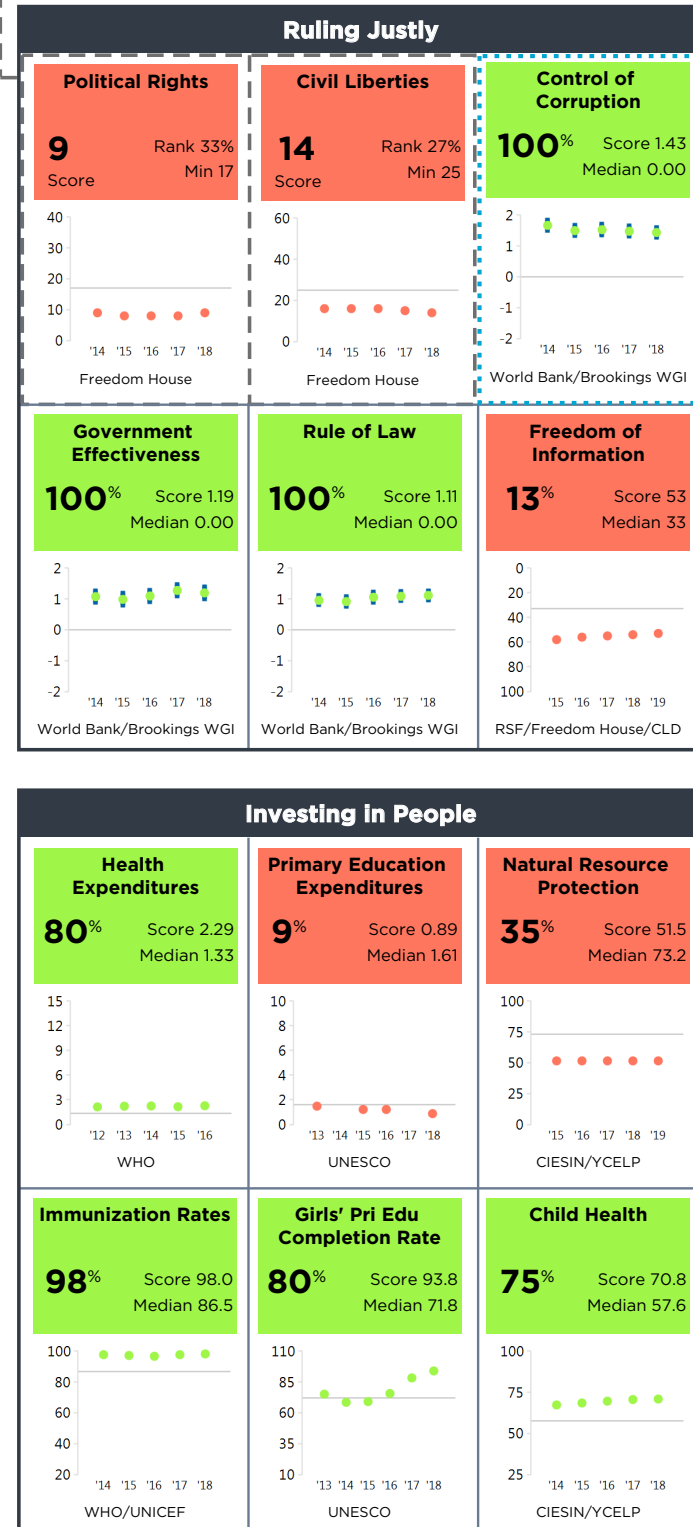 Ruling Justly
Political Rights
9
Score
Rank 33%
Min 17
40
30
20
10
0
'14 '15 '16 '17 '18
Freedom House
Civil Liberties
14
Score
Rank 27%
Min 25
60
40
20
0
'14 '15 '16 '17 '18
Freedom House
Control of
Corruption
100%
Score 1.43
Median 0.00
2
1
0
-1
-2
'14 '15 '16 '17 '18
World Bank/Brookings WGI
Government
Effectiveness
100%
Score 1.19
Median 0.00
2
1
0
-1
-2
'14 '15 '16 '17 '18
World Bank/Brookings WGI
Rule of Law
100%
Score 1.11
Median 0.00
2
1
0
-1
-2
'14 '15 '16 '17 '18
World Bank/Brookings WGI
Freedom of
Information
13%
Score 53
Median 33
0
20
40
60
80
100
'15 '16 '17 '18 '19
RSF/Freedom House/CLD
Investing in People
Health
Expenditures
80%
Score 2.29
Median 1.33
15
12
9
6
3
0
'12 '13 '14 '15 '16
WHO
Primary Education
Expenditures
9%
Score 0.89
Median 1.61
10
8
6
4
2
0
'13 '14 '15 '16 '17 '18
UNESCO
Natural Resource
Protection
35%
Score 51.5
Median 73.2
100
75
50
25
0
'15 '16 '17 '18 '19
CIESIN/YCELP
Immunization Rates
98%
Score 98.0
Median 86.5
100
80
60
40
20
'14 '15 '16 '17 '18
WHO/UNICEF
Girls' Pri Edu
Completion Rate
80%
Score 93.8
Median 71.8
110
85
60
35
10
'13 '14 '15 '16 '17 '18
UNESCO
Child Health
75%
Score 70.8
Median 57.6
100
75
50
25
'14 '15 '16 '17 '18
CIESIN/YCELP